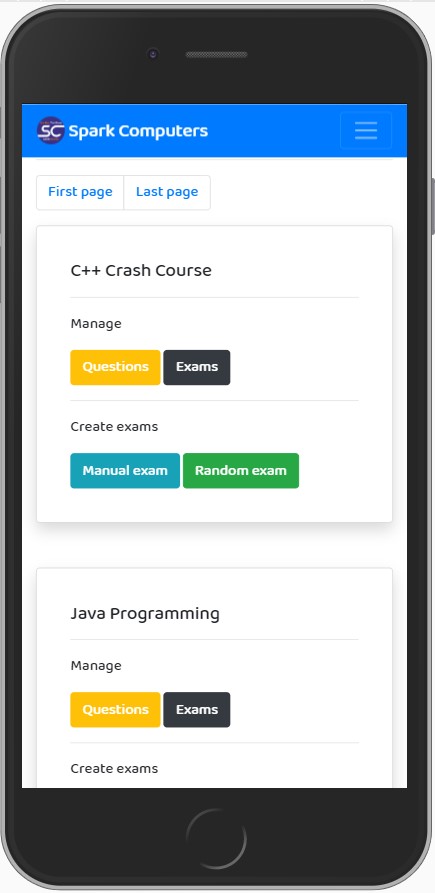 SC Spark Computers
First page Last page
C++ Crash Course
Manage
Questions Exams
Create exams
Manual exam Random exam
Java Programming
Manage
Questions Exams
Create exams